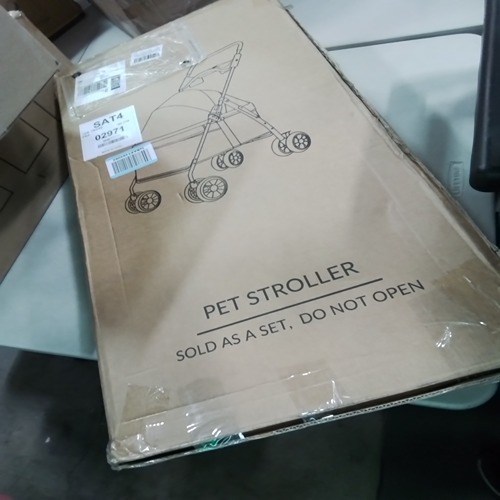 SAT4
02971
PET STROLLER
SOLD AS A SET, DO NOT OPEN